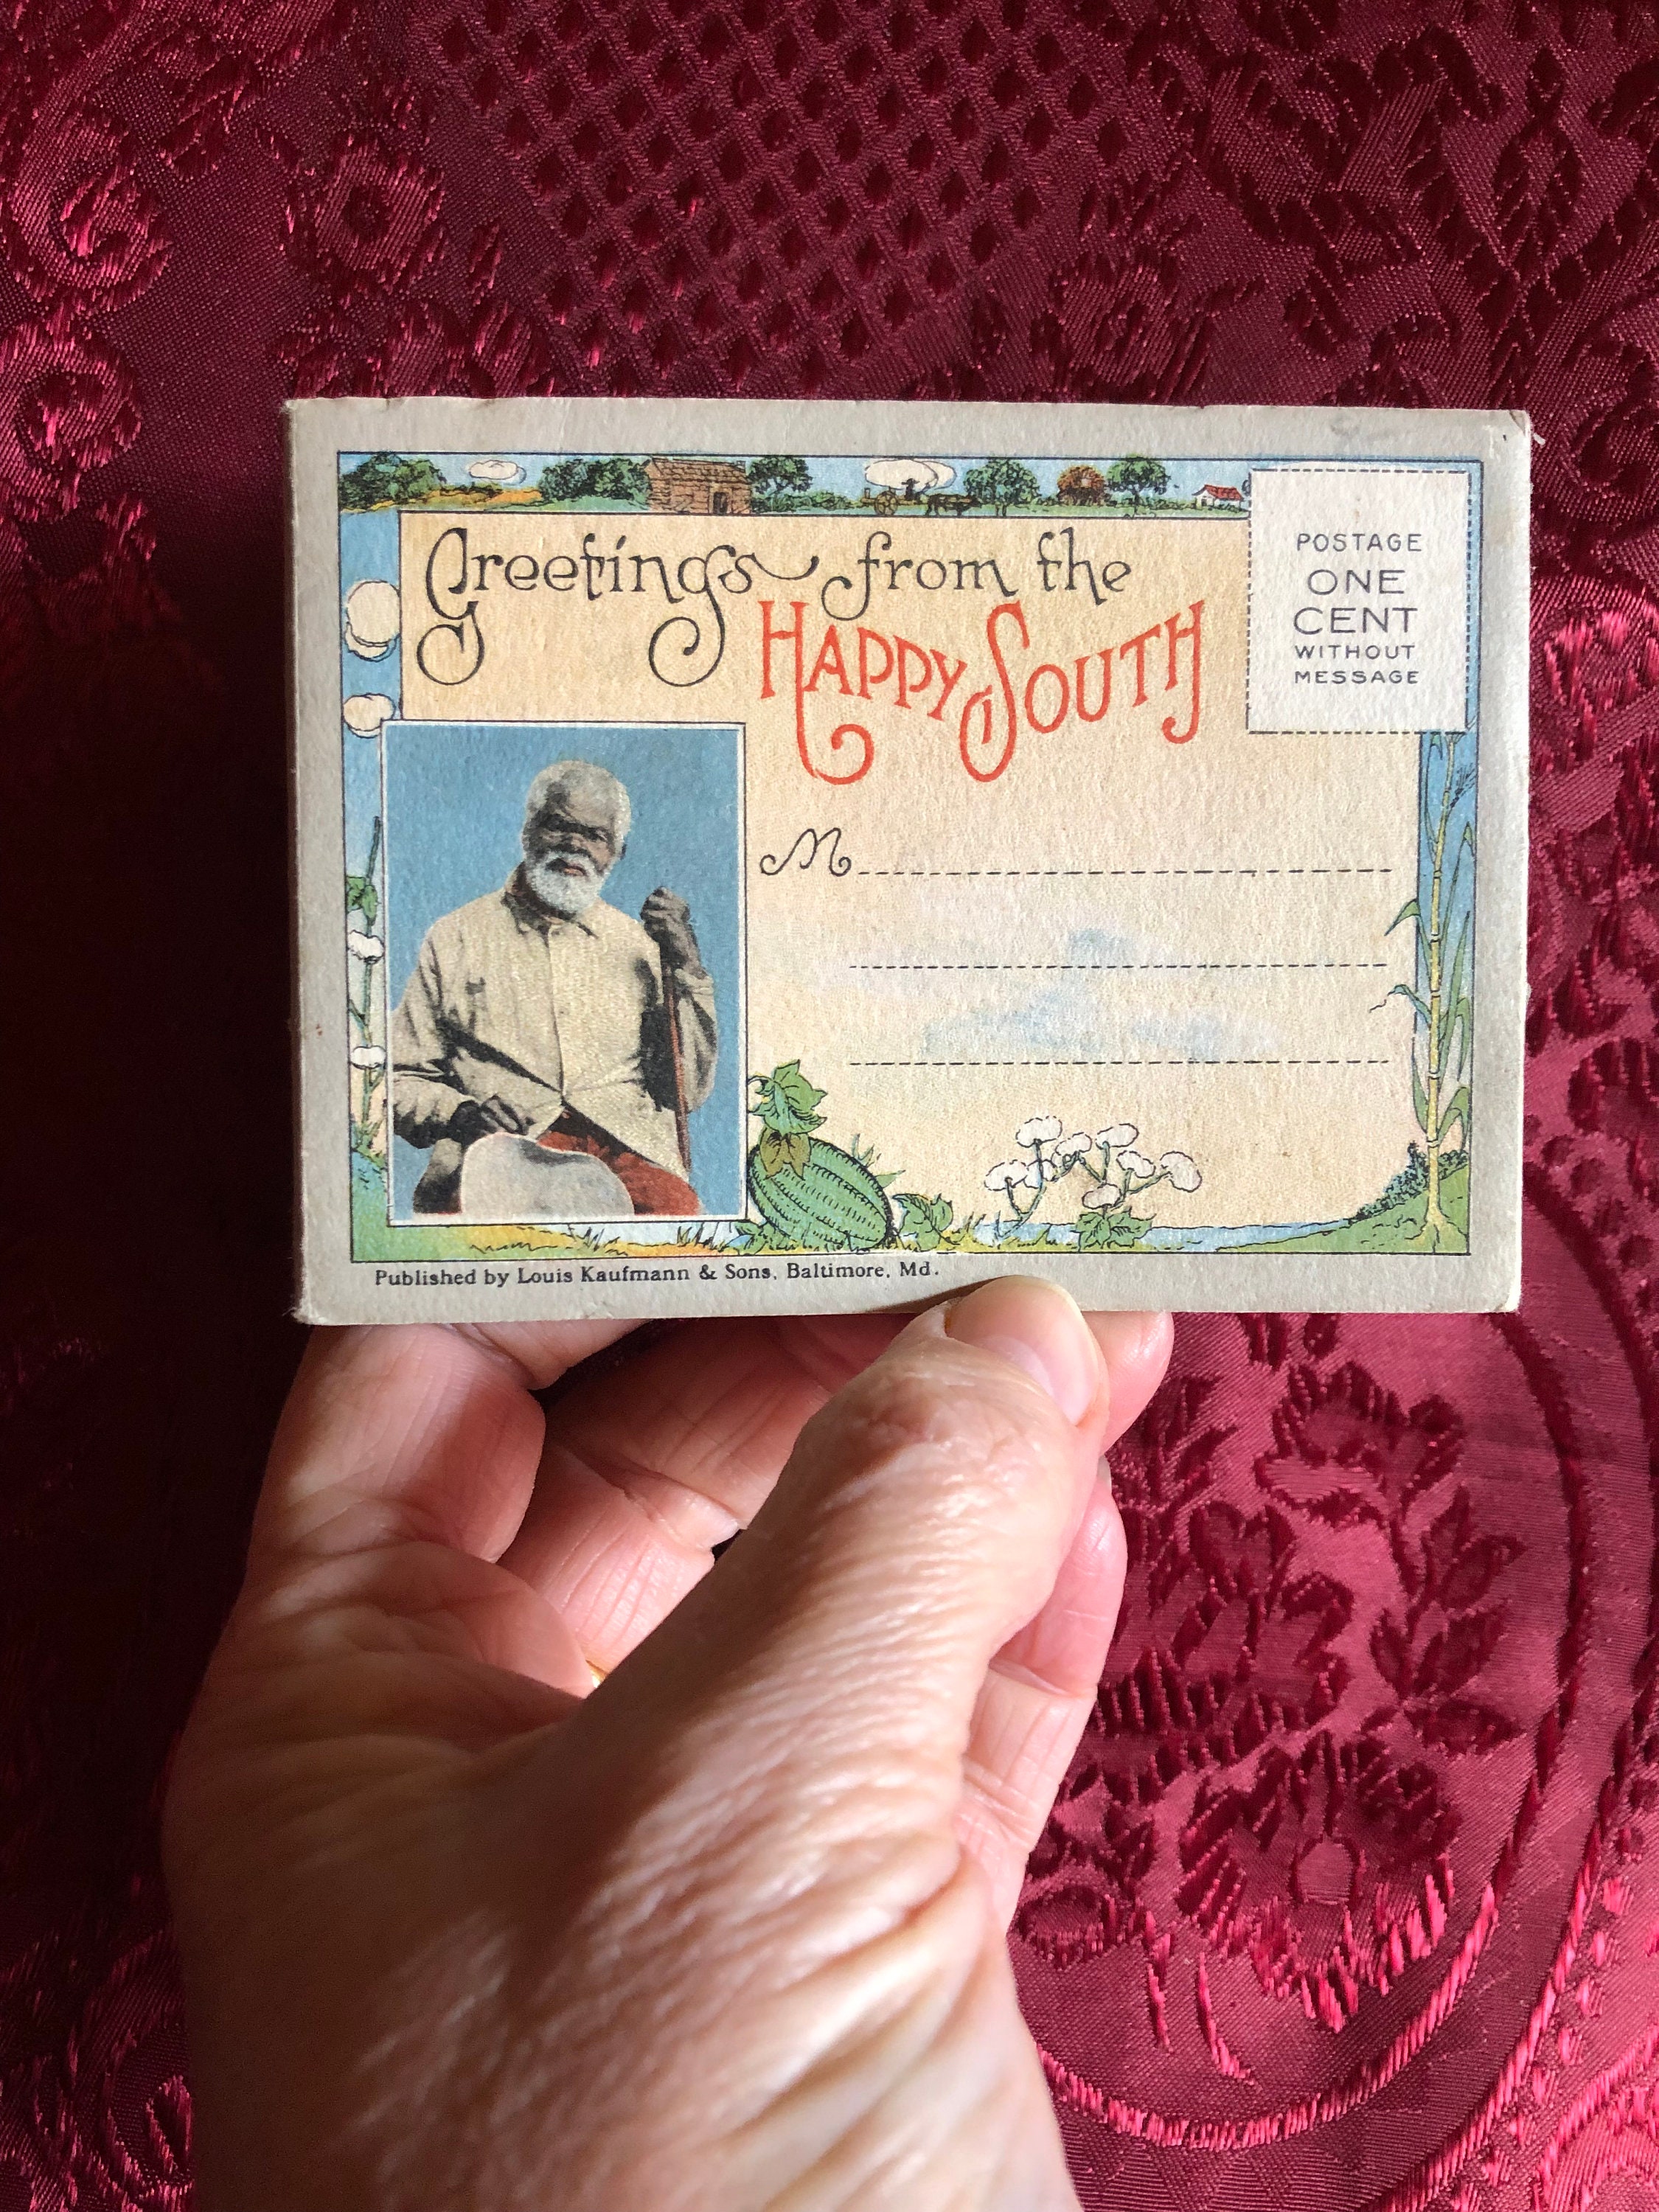 Greetings from the
HAPPY SOUTH
POSTAGE
ONE
CENT
WITHOUT
MESSAGE
M
Published by Louis Kaufmann & Sons, Baltimore, Md.